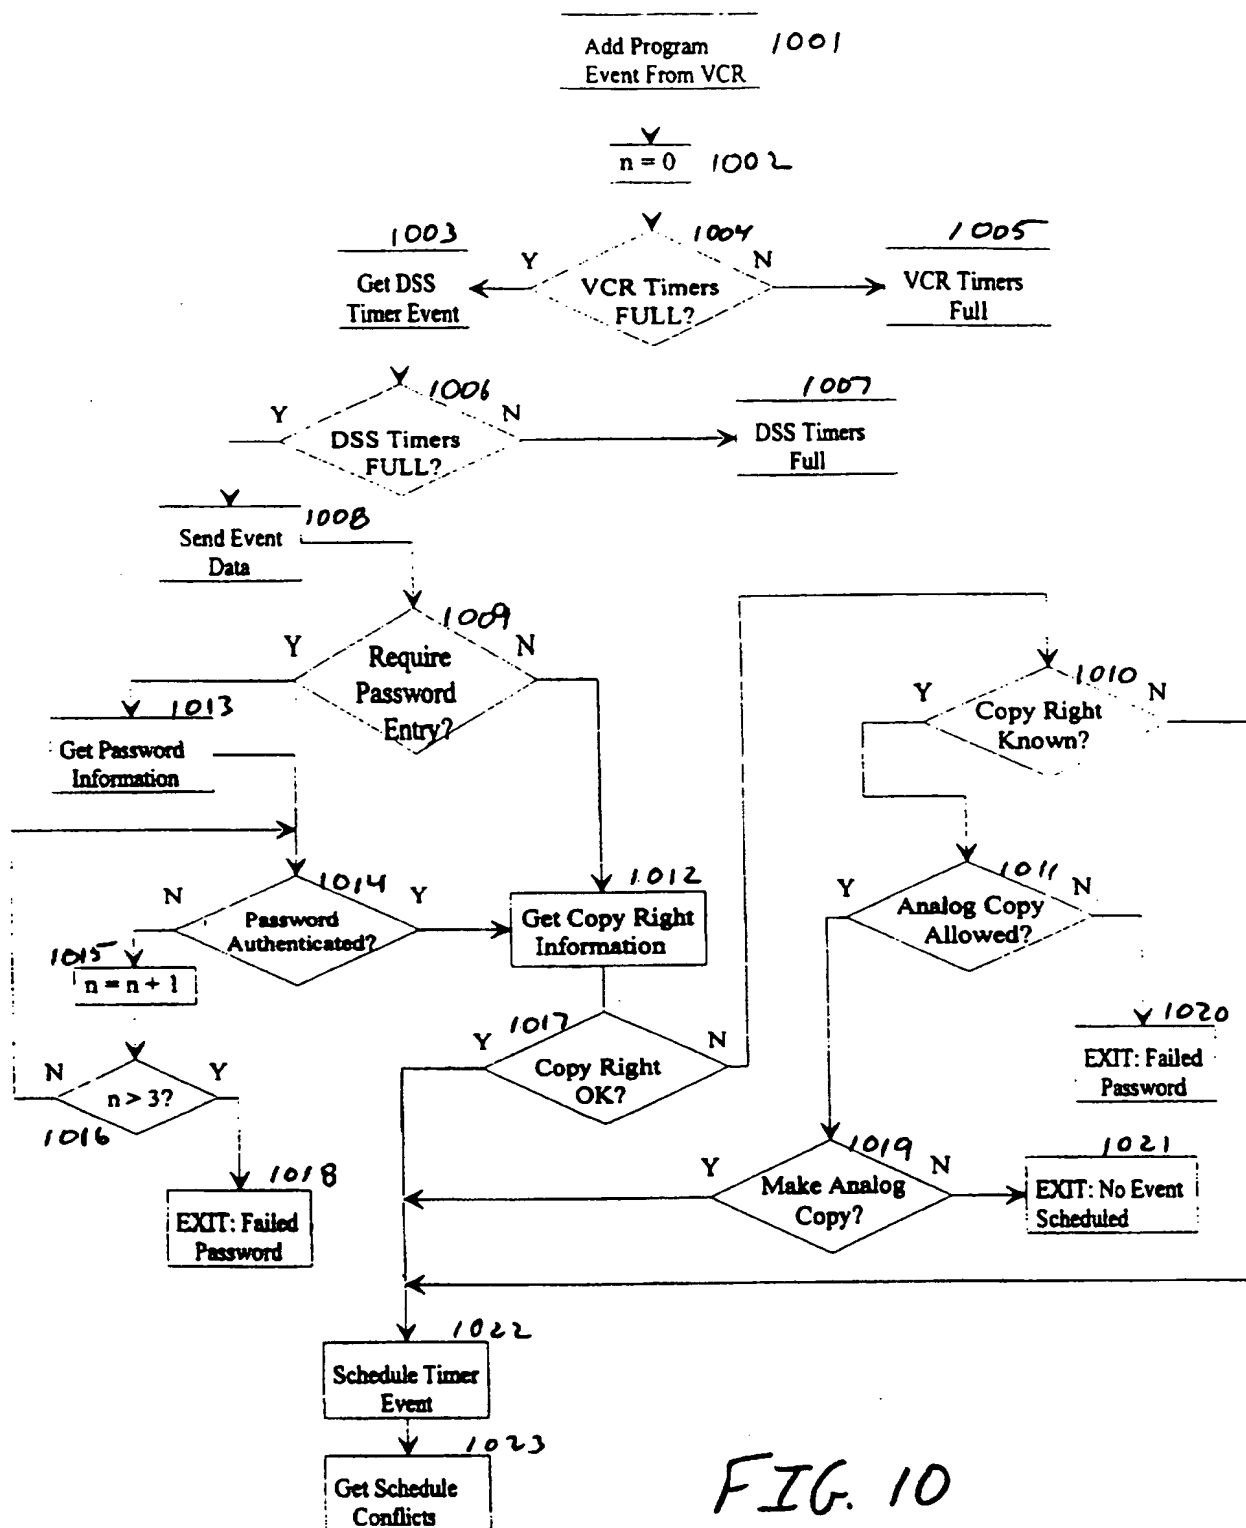 Add Program
Event From VCR
1001
n = 0
1002
1003
Y
1004
N
1005
Get DSS
Timer Event
VCR Timers
FULL?
VCR Timers
Full
Y
1006
N
1007
DSS Timers
FULL?
DSS Timers
Full
1008
Send Event
Data
Y
1009
N
Require
Password
Entry?
1013
Get Password
Information
Y
1010
N
Copy Right
Known?
N
1014
Y
Password
Authenticated?
1012
Get Copy Right
Information
Y
1011
N
Analog Copy
Allowed?
1015
n = n + 1
Y
1017
N
Copy Right
OK?
1020
EXIT: Failed
Password
N
Y
n > 3?
1016
1018
EXIT: Failed
Password
Y
1019
N
Make Analog
Copy?
1021
EXIT: No Event
Scheduled
1022
Schedule Timer
Event
1023
Get Schedule
Conflicts
FIG. 10